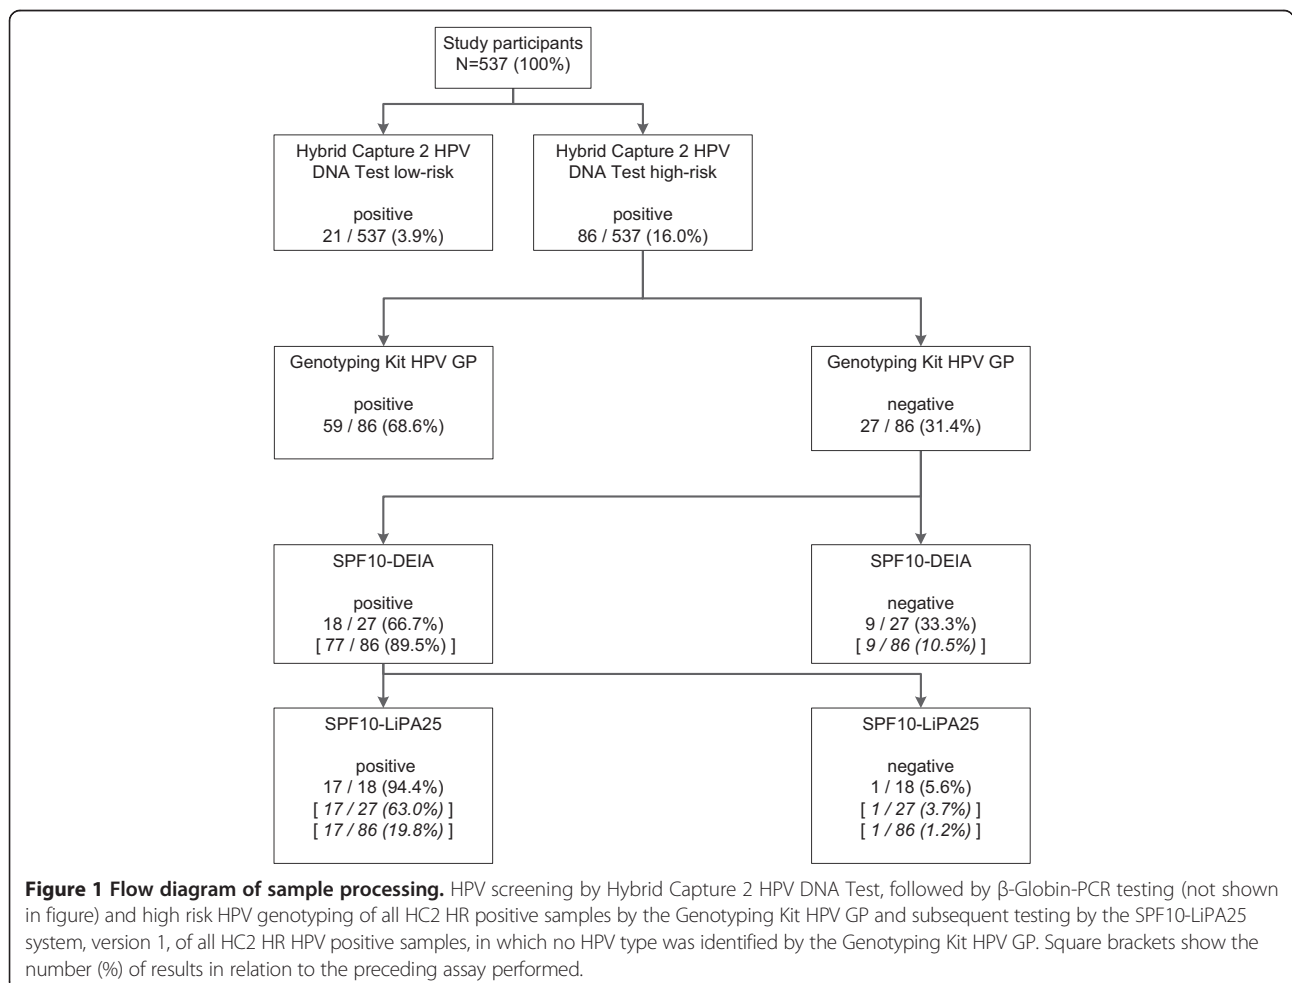 Study participants
N=537 (100%)
Hybrid Capture 2 HPV
DNA Test low-risk
positive
21 / 537 (3.9%)
Hybrid Capture 2 HPV
DNA Test high-risk
positive
86 / 537 (16.0%)
Genotyping Kit HPV GP
positive
59 / 86 (68.6%)
Genotyping Kit HPV GP
negative
27 / 86 (31.4%)
SPF10-DEIA
positive
18 / 27 (66.7%)
[ 77 / 86 (89.5%) ]
SPF10-DEIA
negative
9 / 27 (33.3%)
[ 9 / 86 (10.5%) ]
SPF10-LiPA25
positive
17 / 18 (94.4%)
[ 17 / 27 (63.0%) ]
[ 17 / 86 (19.8%) ]
SPF10-LiPA25
negative
1 / 18 (5.6%)
[ 1 / 27 (3.7%) ]
[ 1 / 86 (1.2%) ]
Figure 1 Flow diagram of sample processing. HPV screening by Hybrid Capture 2 HPV DNA Test, followed by β-Globin-PCR testing (not shown
in figure) and high risk HPV genotyping of all HC2 HR positive samples by the Genotyping Kit HPV GP and subsequent testing by the SPF10-LiPA25
system, version 1, of all HC2 HR HPV positive samples, in which no HPV type was identified by the Genotyping Kit HPV GP. Square brackets show the
number (%) of results in relation to the preceding assay performed.